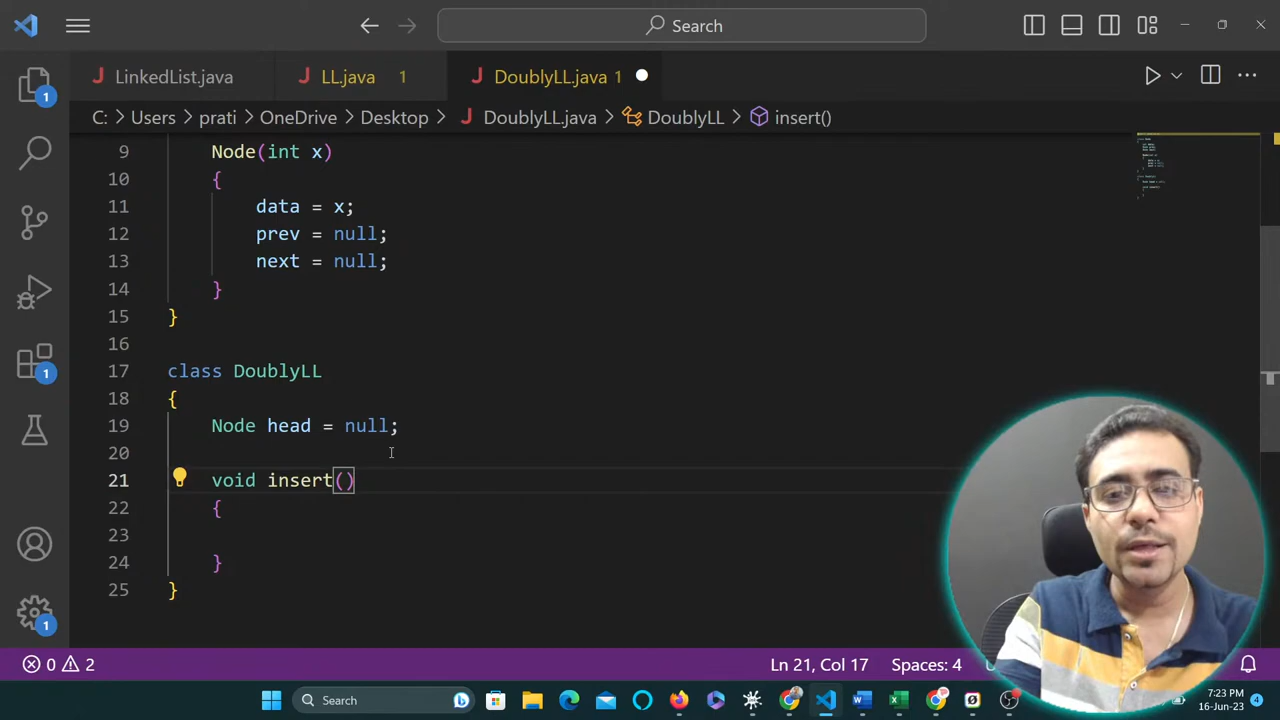 Search
LinkedList.java
LL.java 1
DoublyLL.java 1
C: > Users > prati > OneDrive > Desktop > DoublyLL.java > DoublyLL > insert()
9 Node(int x)
10 {
11 data = x;
12 prev = null;
13 next = null;
14 }
15 }
16
17 class DoublyLL
18 {
19 Node head = null;
20
21 void insert()
22 {
23
24 }
25 }
1
1
1
0 2
Ln 21, Col 17
Spaces: 4
Search
7:23 PM
16-Jun-23
4